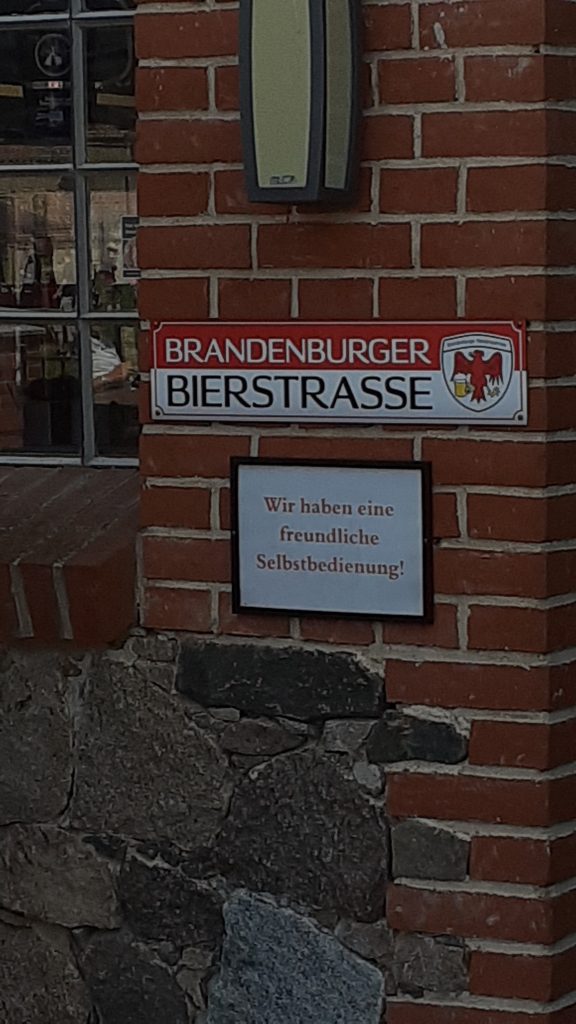 BRANDENBURGER
BIERSTRASSE
Wir haben eine
freundliche
Selbstbedienung!